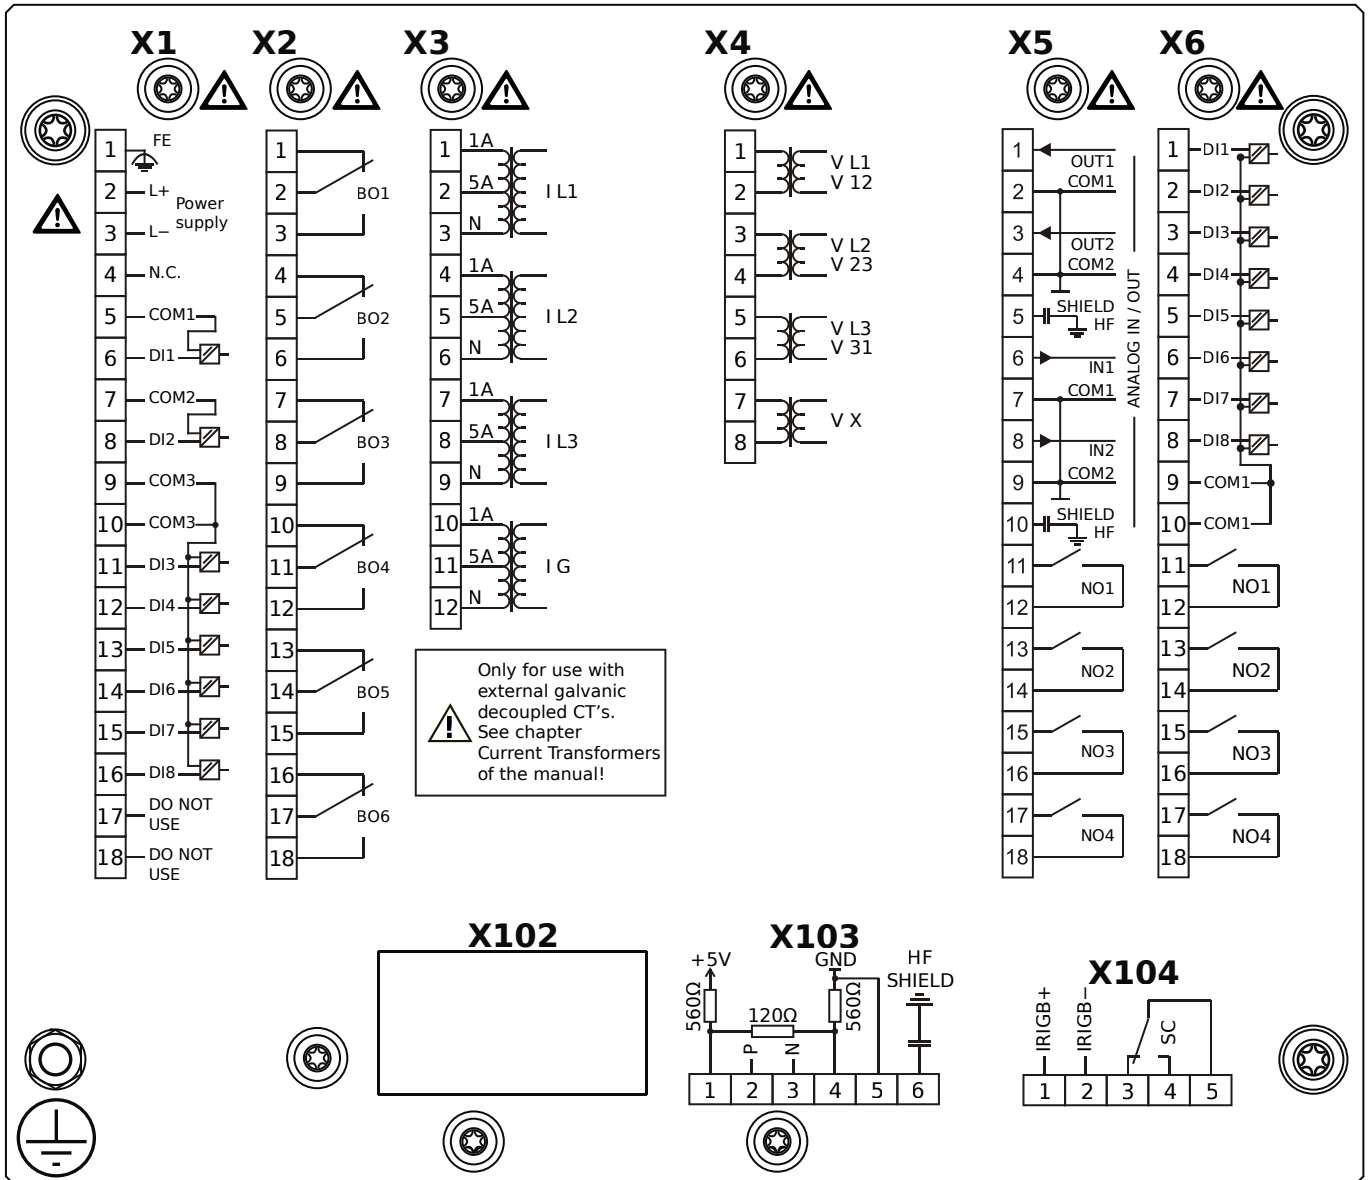 X1 X2 X3 X4 X5 X6
1 FE
2 L+
Power
supply
3 L−
4 N.C.
5 COM1
6 DI1
7 COM2
8 DI2
9 COM3
10 COM3
11 DI3
12 DI4
13 DI5
14 DI6
15 DI7
16 DI8
17 DO NOT
USE
18 DO NOT
USE
1
2 BO1
3
4
5 BO2
6
7
8 BO3
9
10
11 BO4
12
13
14 BO5
15
16
17 BO6
18
1 1A
2 5A I L1
3 N
4 1A
5 5A I L2
6 N
7 1A
8 5A I L3
9 N
10 1A
11 5A I G
12 N
Only for use with
external galvanic
decoupled CT's.
See chapter
Current Transformers
of the manual!
1 V L1
2 V 12
3 V L2
4 V 23
5 V L3
6 V 31
7 V X
8
1 OUT1
2 COM1
3 OUT2
4 COM2
5 SHIELD
HF
6 IN1
7 COM1
8 IN2
9 COM2
10 SHIELD
HF
ANALOG IN / OUT
11
NO1
12
13
NO2
14
15
NO3
16
17
NO4
18
1 DI1
2 DI2
3 DI3
4 DI4
5 DI5
6 DI6
7 DI7
8 DI8
9 COM1
10 COM1
11
NO1
12
13
NO2
14
15
NO3
16
17
NO4
18
X102
X103
+5V GND HF
SHIELD
560Ω 120Ω 560Ω
P N
1 2 3 4 5 6
X104
IRIGB+ IRIGB− SC
1 2 3 4 5